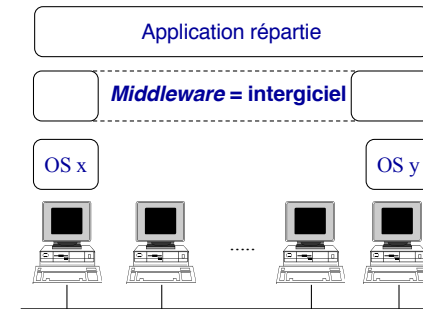 Application répartie
Middleware = intergiciel
OS x
OS y
.....